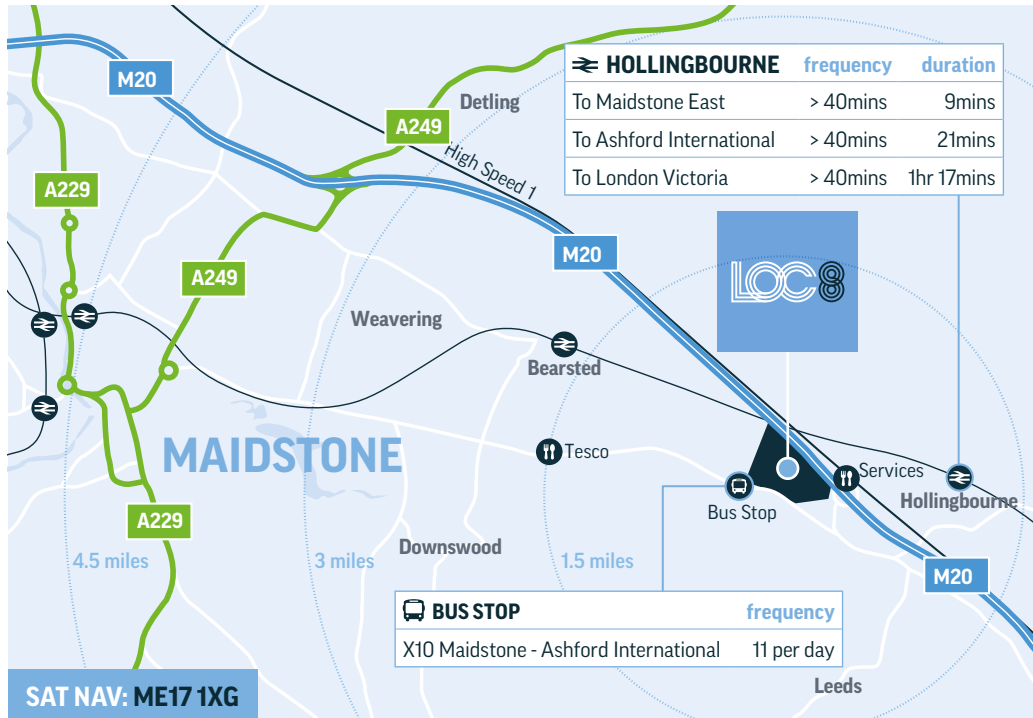 M20
Detling
A249
High Speed 1
HOLLINGBOURNE frequency duration
To Maidstone East > 40mins 9mins
To Ashford International > 40mins 21mins
To London Victoria > 40mins 1hr 17mins
A229
M20
A249
LOC8
Weavering
Bearsted
MAIDSTONE
Tesco
Services
Hollingbourne
Bus Stop
A229
Downswood
4.5 miles
3 miles
1.5 miles
M20
BUS STOP frequency
X10 Maidstone - Ashford International 11 per day
Leeds
SAT NAV: ME17 1XG